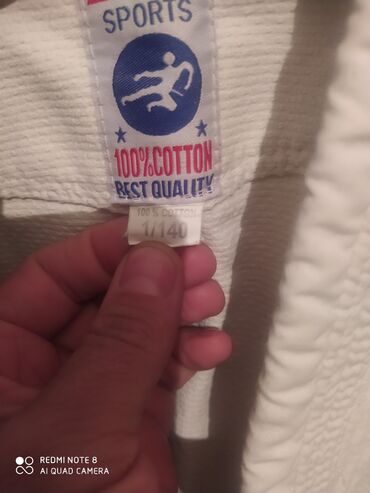 SPORTS
100% COTTON
BEST QUALITY
100 % COTTON
1/140
REDMI NOTE 8
AI QUAD CAMERA